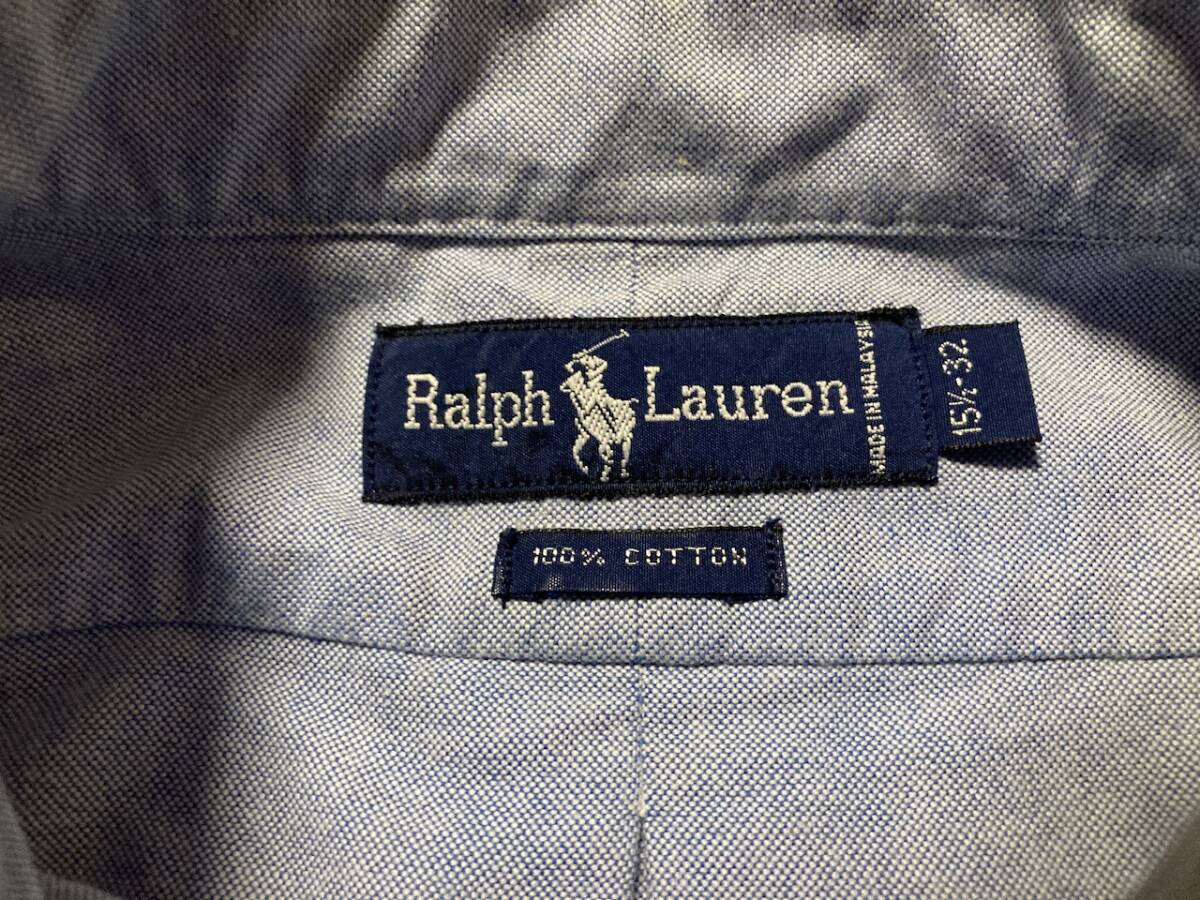 Ralph Lauren
MADE IN MALAYSIA
15½-32
100% COTTON